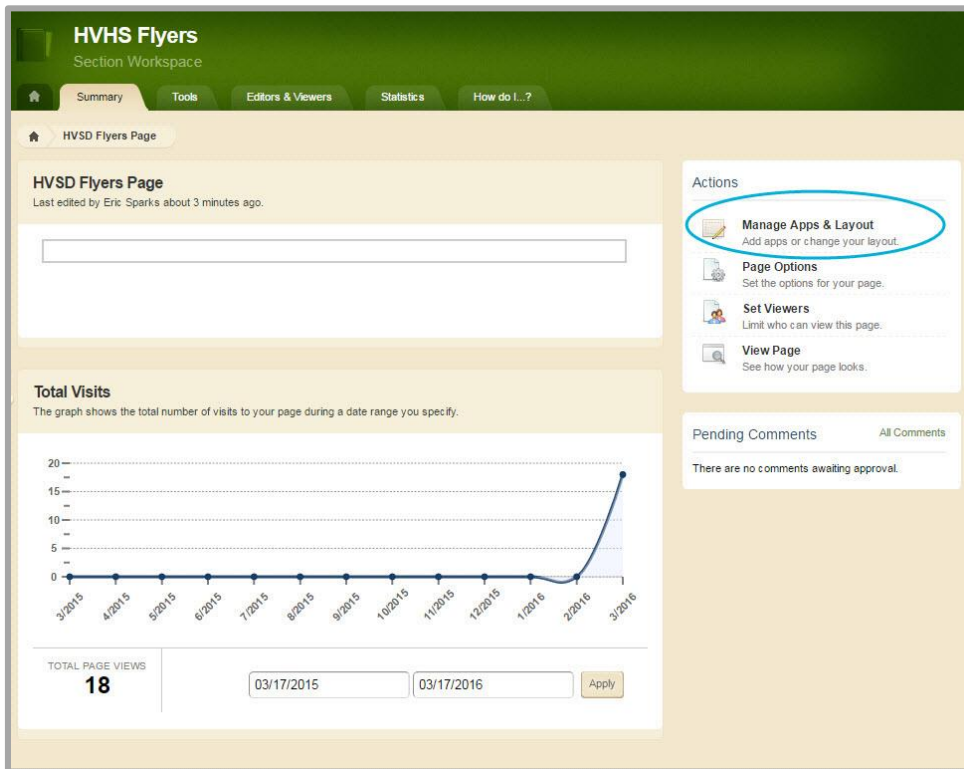 HVHS Flyers
Section Workspace
Summary
Tools
Editors & Viewers
Statistics
How do I...?
HVSD Flyers Page
HVSD Flyers Page
Last edited by Eric Sparks about 3 minutes ago.
Actions
Manage Apps & Layout
Add apps or change your layout.
Page Options
Set the options for your page.
Set Viewers
Limit who can view this page.
View Page
See how your page looks.
Total Visits
The graph shows the total number of visits to your page during a date range you specify.
Pending Comments
All Comments
There are no comments awaiting approval.
20
15
10
5
0
3/2015
4/2015
5/2015
6/2015
7/2015
8/2015
9/2015
10/2015
11/2015
12/2015
1/2016
2/2016
3/2016
TOTAL PAGE VIEWS
18
03/17/2015
03/17/2016
Apply